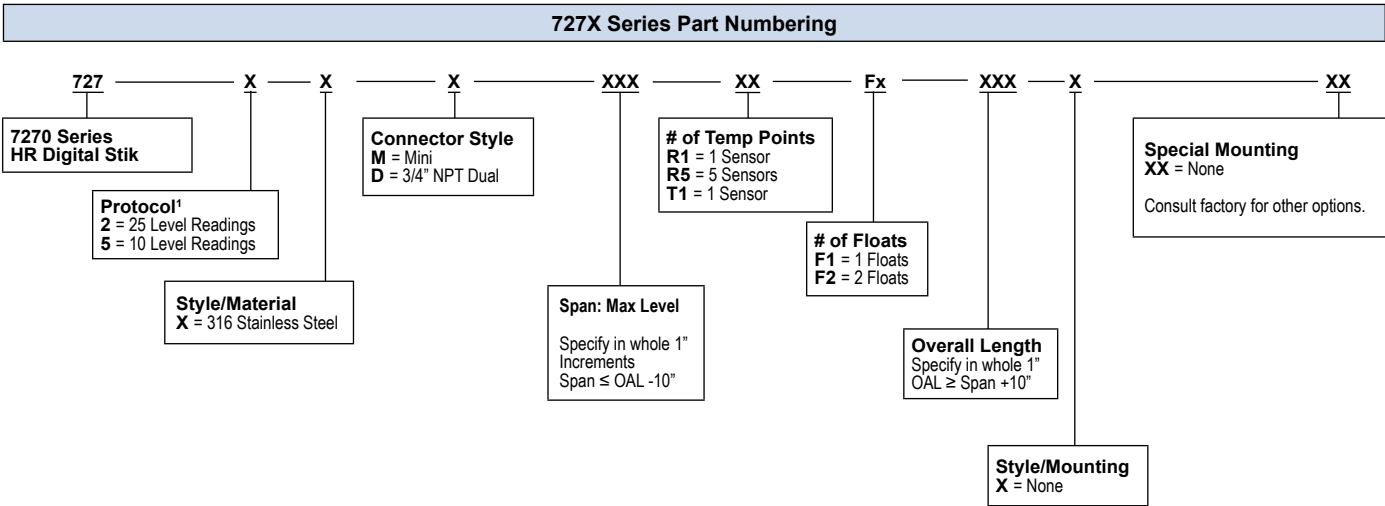 727X Series Part Numbering
727 X X X XXX XX Fx XXX X XX
7270 Series
HR Digital Stik
Protocol¹
2 = 25 Level Readings
5 = 10 Level Readings
Style/Material
X = 316 Stainless Steel
Connector Style
M = Mini
D = 3/4” NPT Dual
Span: Max Level
Specify in whole 1”
Increments
Span ≤ OAL -10”
# of Temp Points
R1 = 1 Sensor
R5 = 5 Sensors
T1 = 1 Sensor
# of Floats
F1 = 1 Floats
F2 = 2 Floats
Overall Length
Specify in whole 1”
OAL ≥ Span +10”
Style/Mounting
X = None
Special Mounting
XX = None
Consult factory for other options.